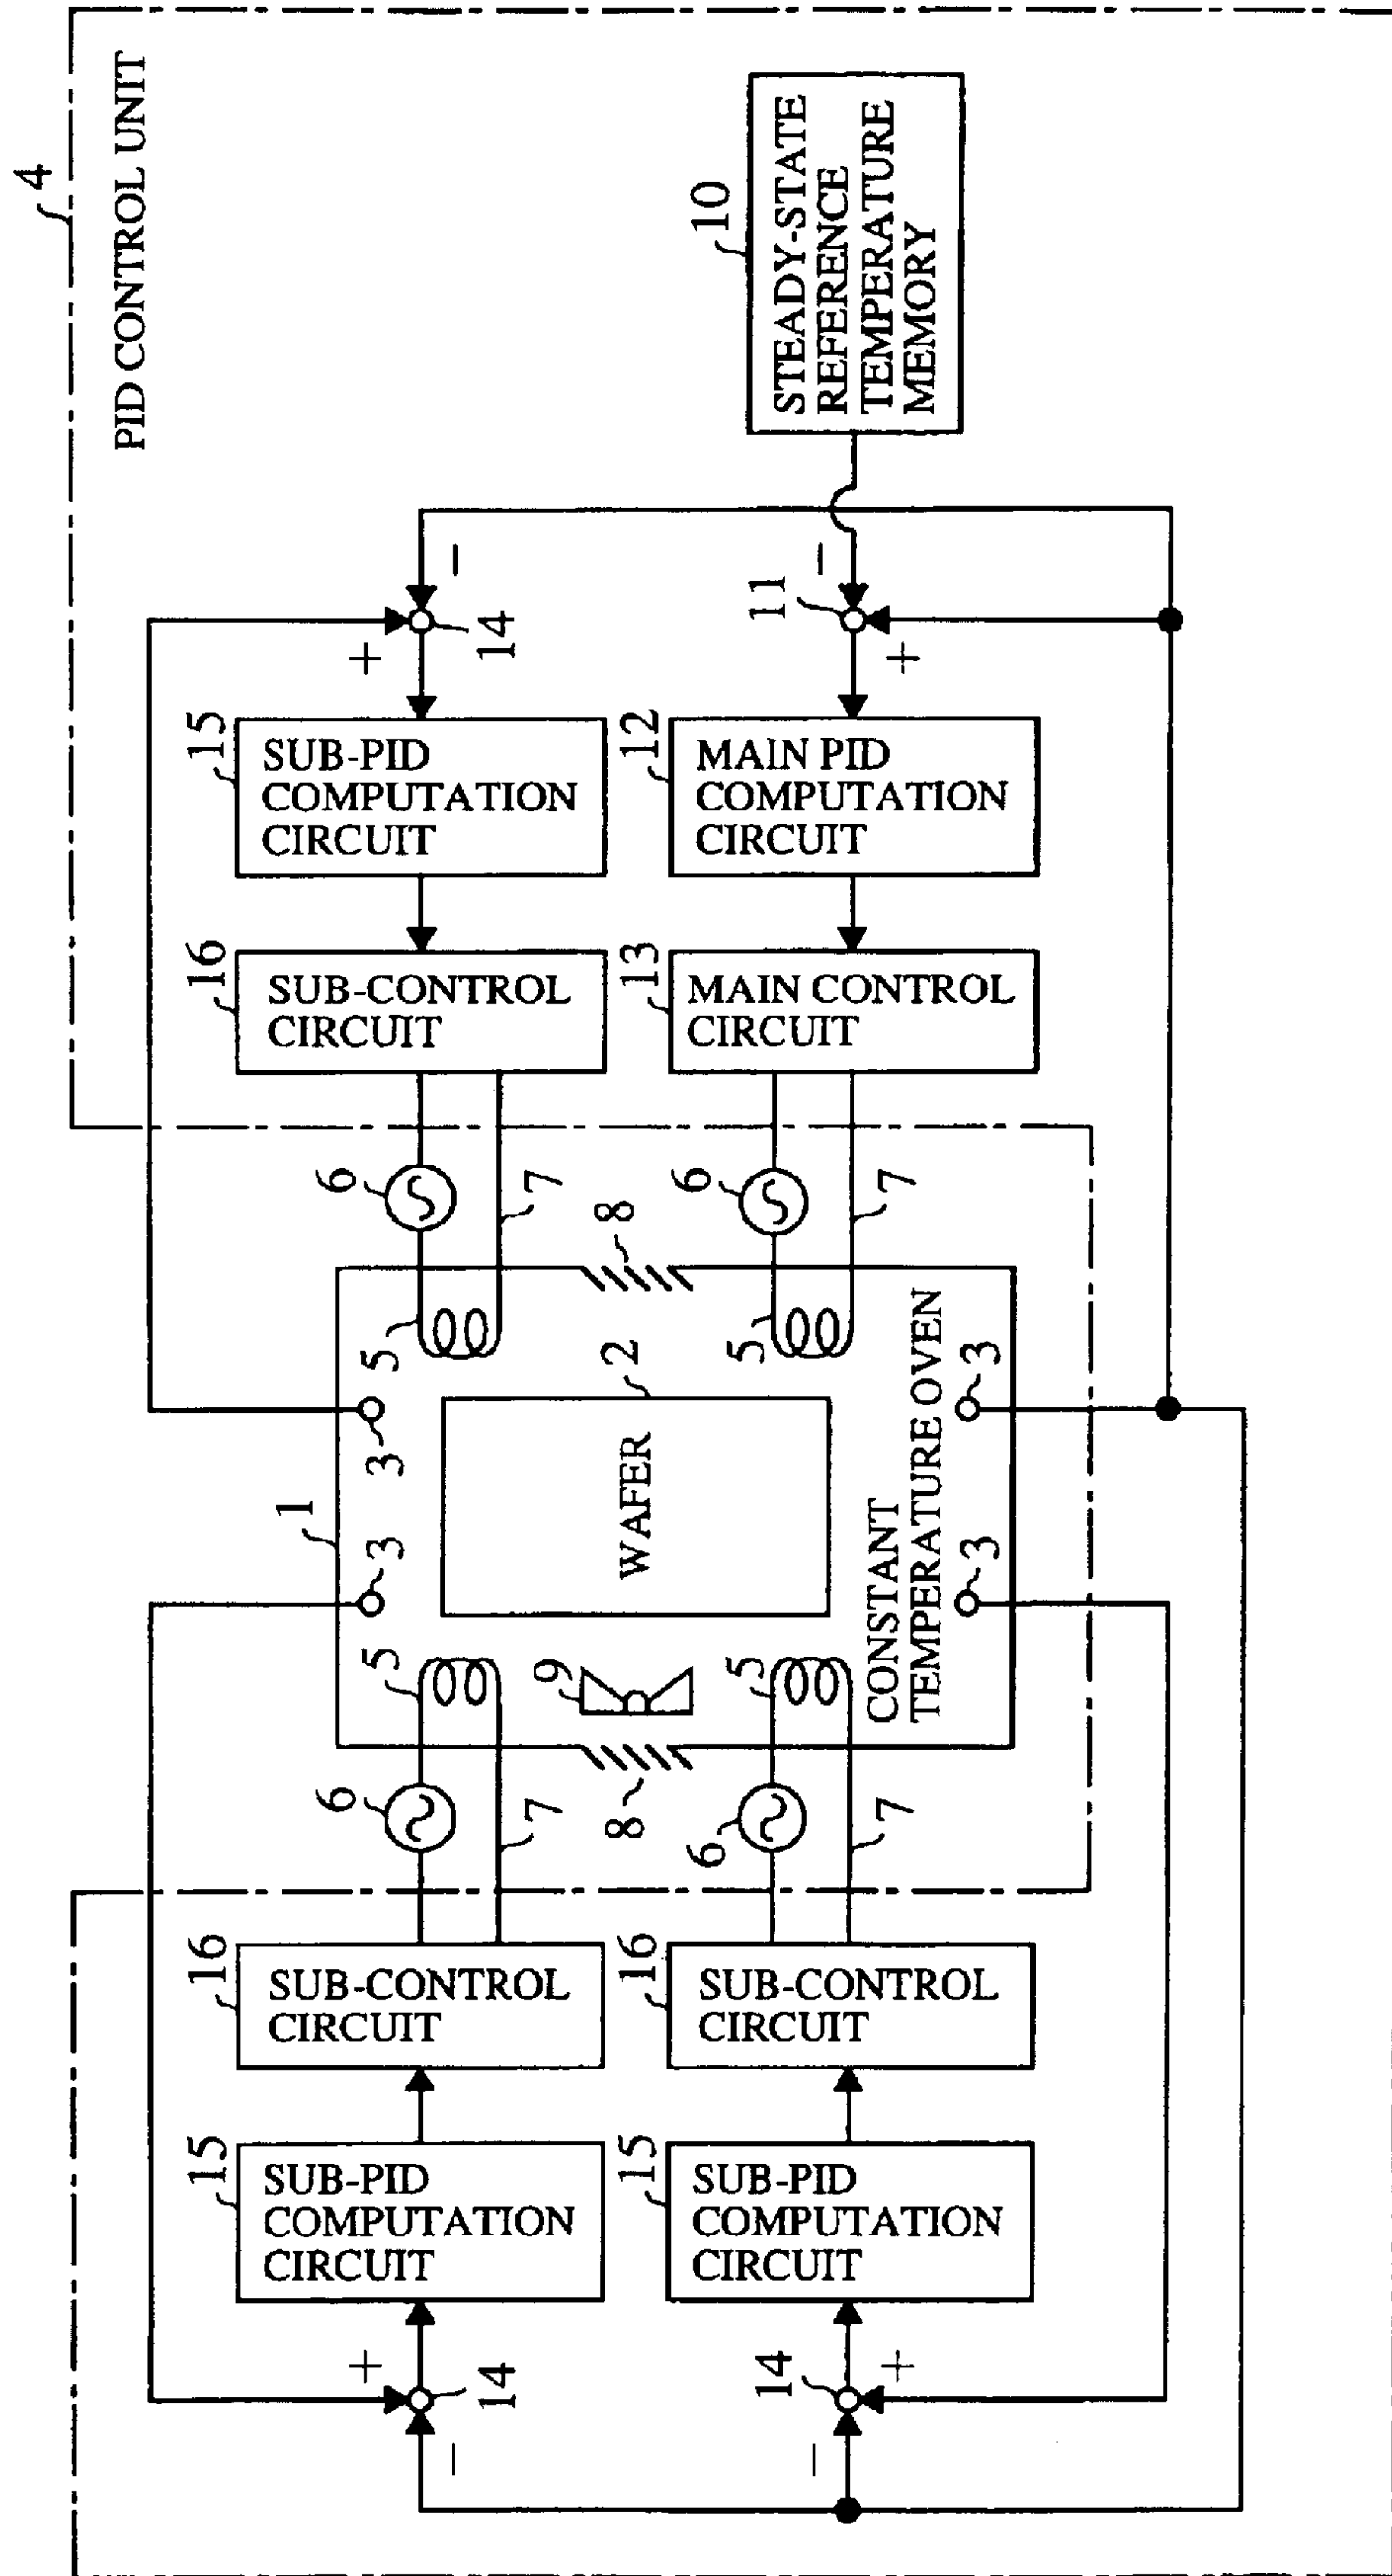 4
PID CONTROL UNIT
15
SUB-PID
COMPUTATION
CIRCUIT
16
SUB-CONTROL
CIRCUIT
1
16
SUB-CONTROL
CIRCUIT
15
SUB-PID
COMPUTATION
CIRCUIT
+
6
5
3
3
5
6
+
−
14
7
7
14
−
8
9
WAFER
2
8
10
STEADY-STATE
REFERENCE
TEMPERATURE
MEMORY
15
SUB-PID
COMPUTATION
CIRCUIT
16
SUB-CONTROL
CIRCUIT
13
MAIN CONTROL
CIRCUIT
12
MAIN PID
COMPUTATION
CIRCUIT
14
6
5
5
6
11
−
−
+
7
CONSTANT
TEMPERATURE OVEN
7
+
3
3